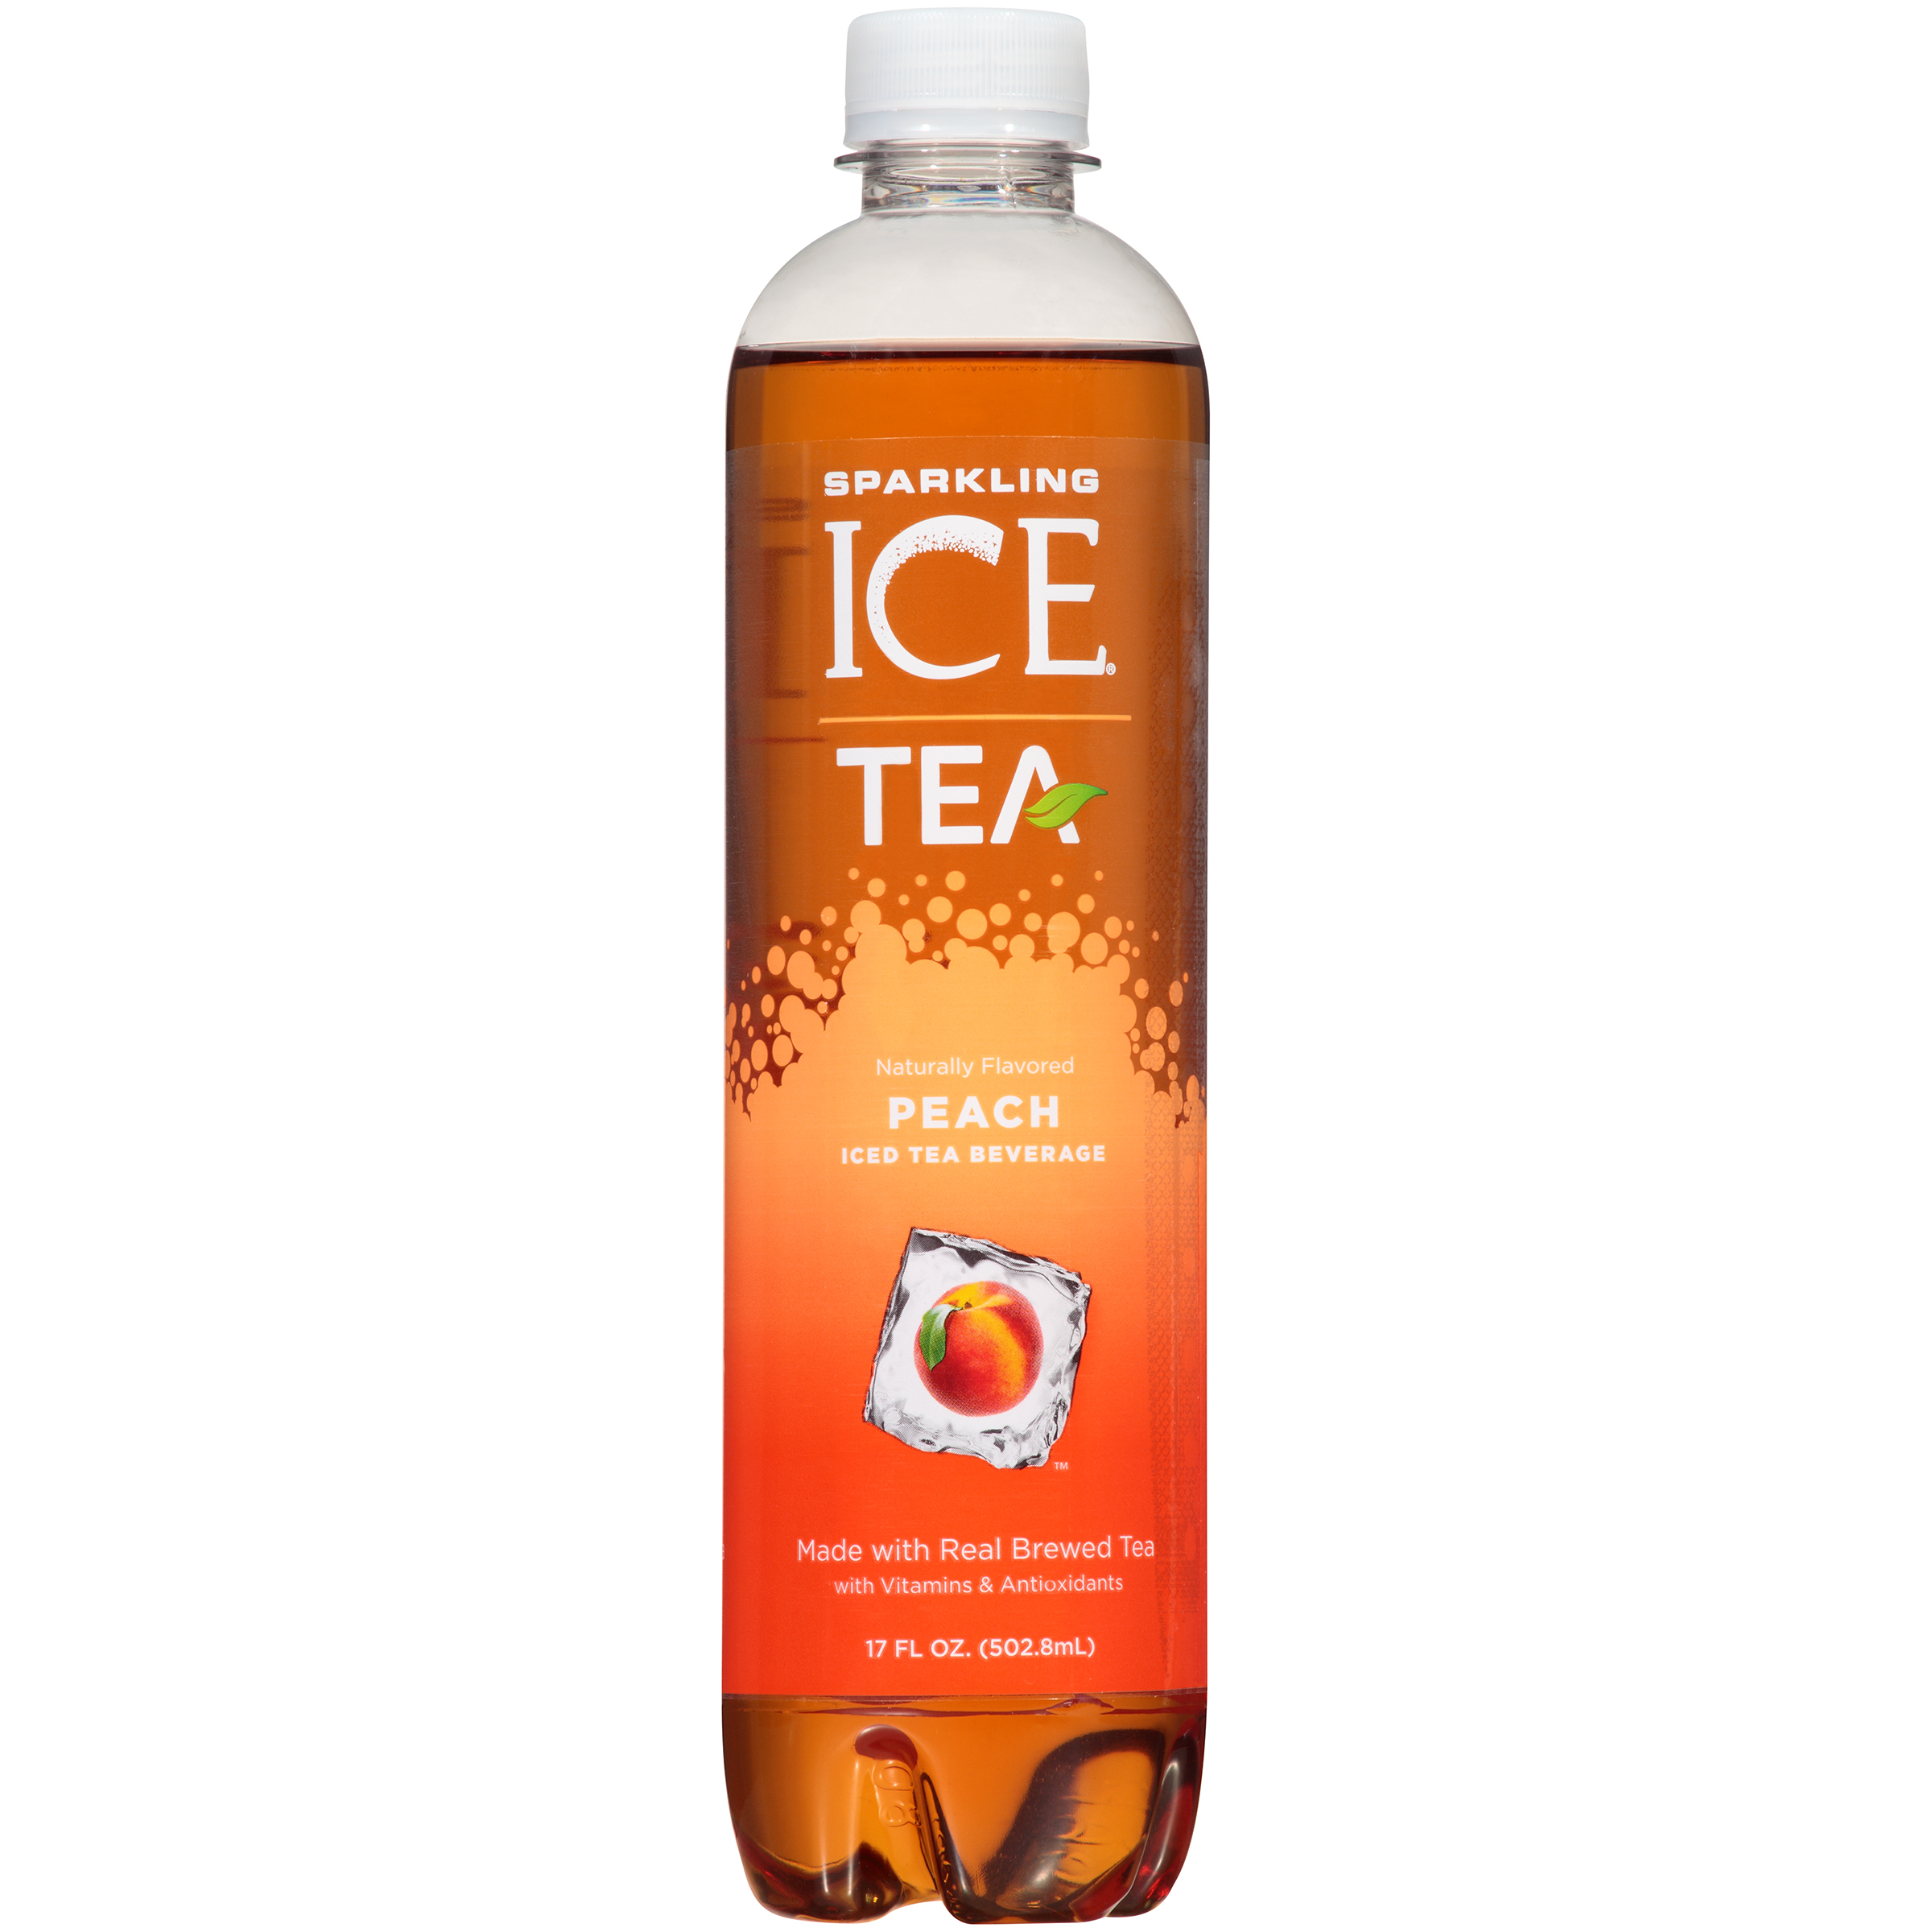 SPARKLING
ICE®
TEA
Naturally Flavored
PEACH
ICED TEA BEVERAGE
TM
Made with Real Brewed Tea
with Vitamins & Antioxidants
17 FL OZ. (502.8mL)